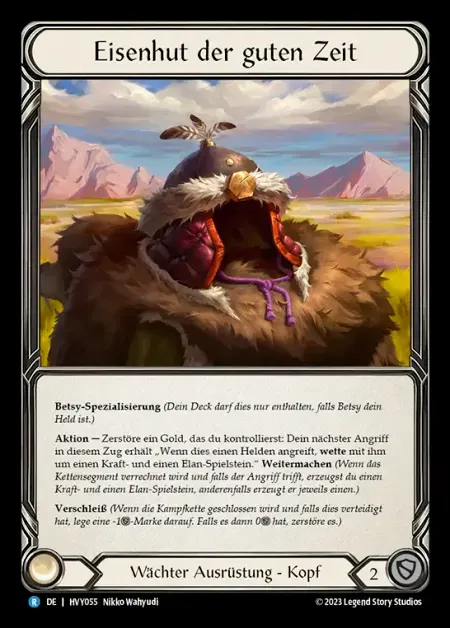 Eisenhut der guten Zeit
Betsy-Spezialisierung (Dein Deck darf dies nur enthalten, falls Betsy dein
Held ist.)
Aktion — Zerstöre ein Gold, das du kontrollierst: Dein nächster Angriff
in diesem Zug erhält „Wenn dies einen Helden angreift, wette mit ihm
um einen Kraft- und einen Elan-Spielstein." Weitermachen (Wenn das
Kettensegment verrechnet wird und falls der Angriff trifft, erzeugst du einen
Kraft- und einen Elan-Spielstein, anderenfalls erzeugt er jeweils einen.)
Verschleiß (Wenn die Kampfkette geschlossen wird und falls dies verteidigt
hat, lege eine -1-Marke darauf. Falls es dann 0 hat, zerstöre es.)
Wächter Ausrüstung - Kopf
2
R DE | HVY055 Nikko Wahyudi
© 2023 Legend Story Studios